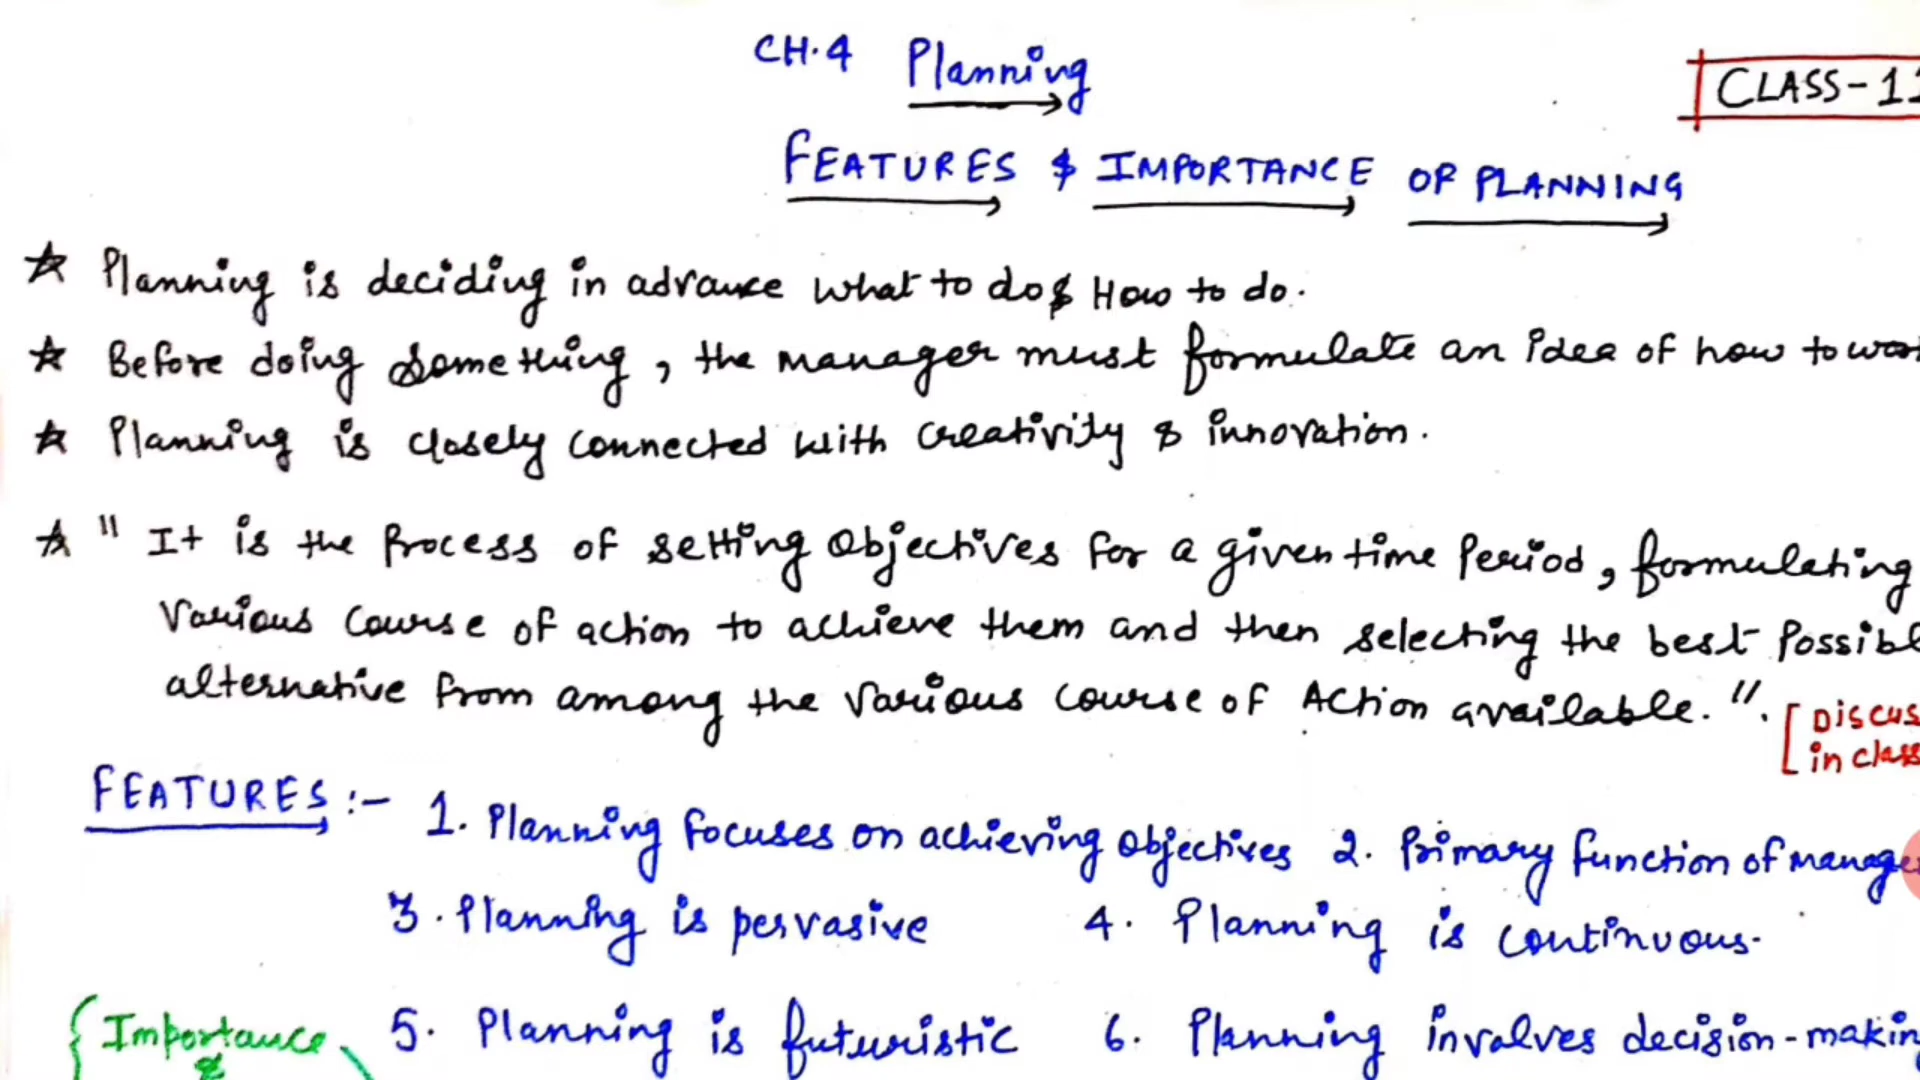 CH.4 Planning
CLASS-11
FEATURES & IMPORTANCE OF PLANNING
☆ Planning is deciding in advance what to do & How to do.
☆ Before doing something, the manager must formulate an idea of how to
☆ Planning is closely connected with creativity & innovation.
☆ " It is the Process of setting objectives for a given time Period, formulating
Various course of action to achieve them and then selecting the best Possibl
alternative from among the Various course of Action available.".
[ Discus
in class
FEATURES :- 1. Planning focuses on achieving objectives 2. Primary function of manage
3. Planning is pervasive 4. Planning is continuous.
5. Planning is futuristic 6. Planning involves decision-making
{ Importance
&